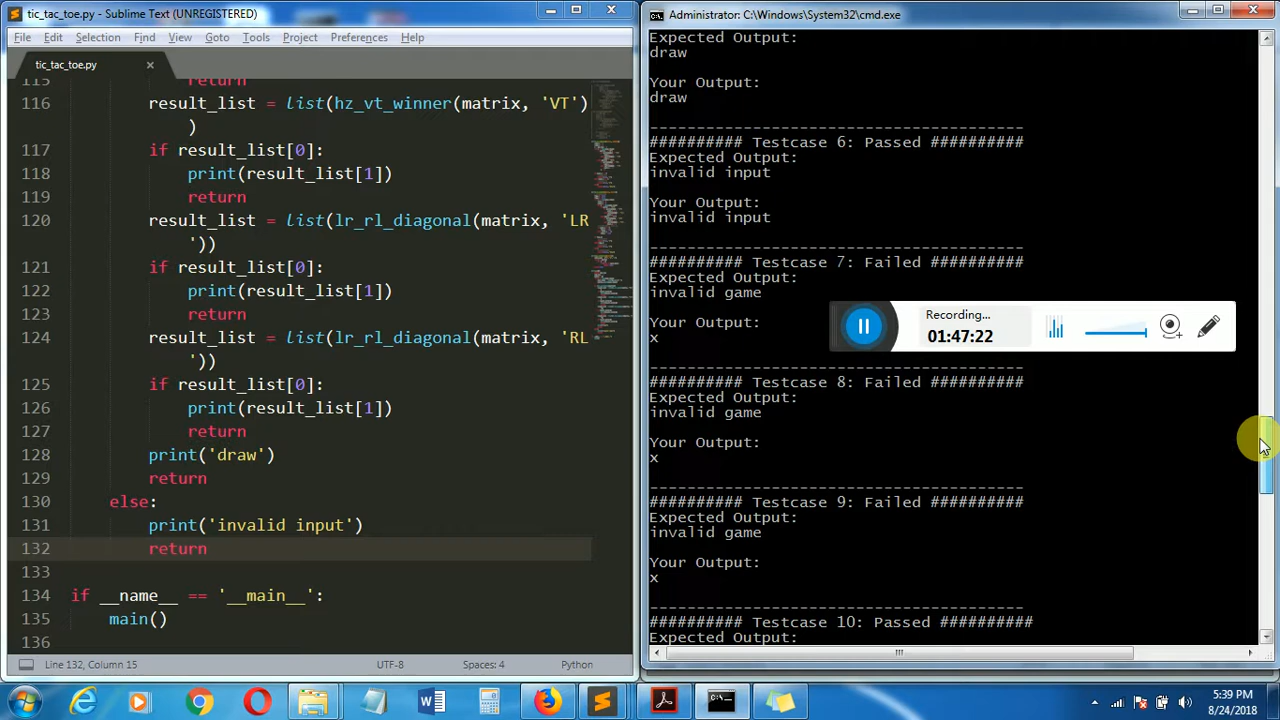 tic_tac_toe.py - Sublime Text (UNREGISTERED)
File Edit Selection Find View Goto Tools Project Preferences Help
tic_tac_toe.py
115 return
116 result_list = list(hz_vt_winner(matrix, 'VT')
)
117 if result_list[0]:
118 print(result_list[1])
119 return
120 result_list = list(lr_rl_diagonal(matrix, 'LR
'))
121 if result_list[0]:
122 print(result_list[1])
123 return
124 result_list = list(lr_rl_diagonal(matrix, 'RL
'))
125 if result_list[0]:
126 print(result_list[1])
127 return
128 print('draw')
129 return
130 else:
131 print('invalid input')
132 return
133
134 if __name__ == '__main__':
135 main()
136
Line 132, Column 15 UTF-8 Spaces: 4 Python
Administrator: C:\Windows\System32\cmd.exe
Expected Output:
draw
Your Output:
draw
----------------------------------------
########## Testcase 6: Passed ##########
Expected Output:
invalid input
Your Output:
invalid input
----------------------------------------
########## Testcase 7: Failed ##########
Expected Output:
invalid game
Your Output:
x
----------------------------------------
########## Testcase 8: Failed ##########
Expected Output:
invalid game
Your Output:
x
----------------------------------------
########## Testcase 9: Failed ##########
Expected Output:
invalid game
Your Output:
x
----------------------------------------
########## Testcase 10: Passed ##########
Expected Output:
Recording...
01:47:22
5:39 PM
8/24/2018